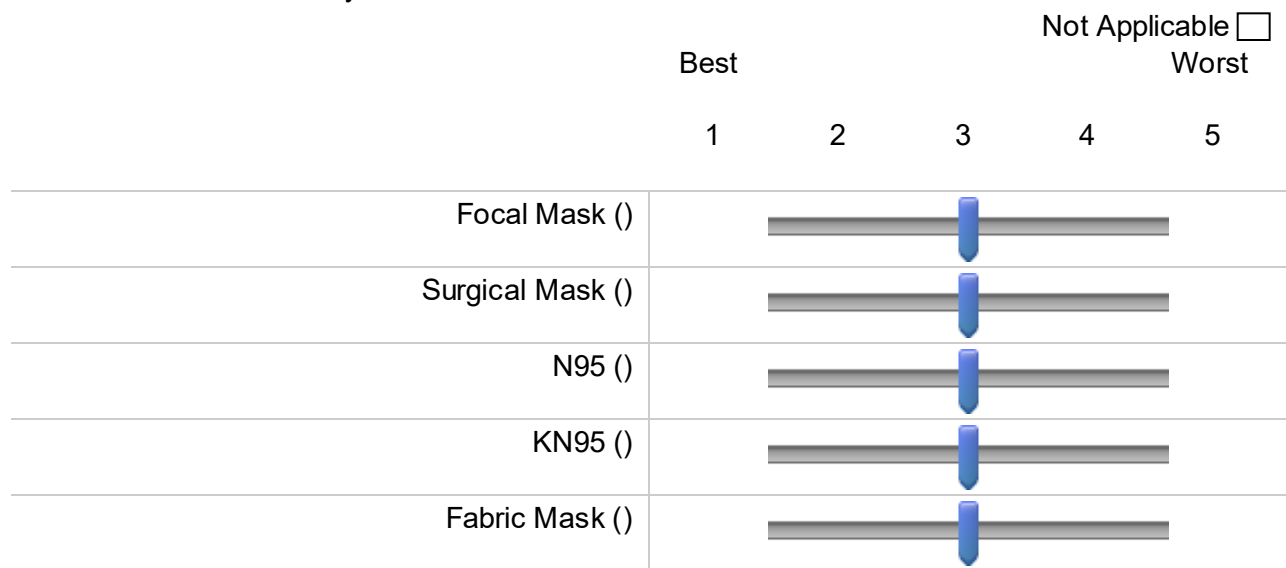 Not Applicable
Best Worst
1 2 3 4 5
Focal Mask ()
Surgical Mask ()
N95 ()
KN95 ()
Fabric Mask ()